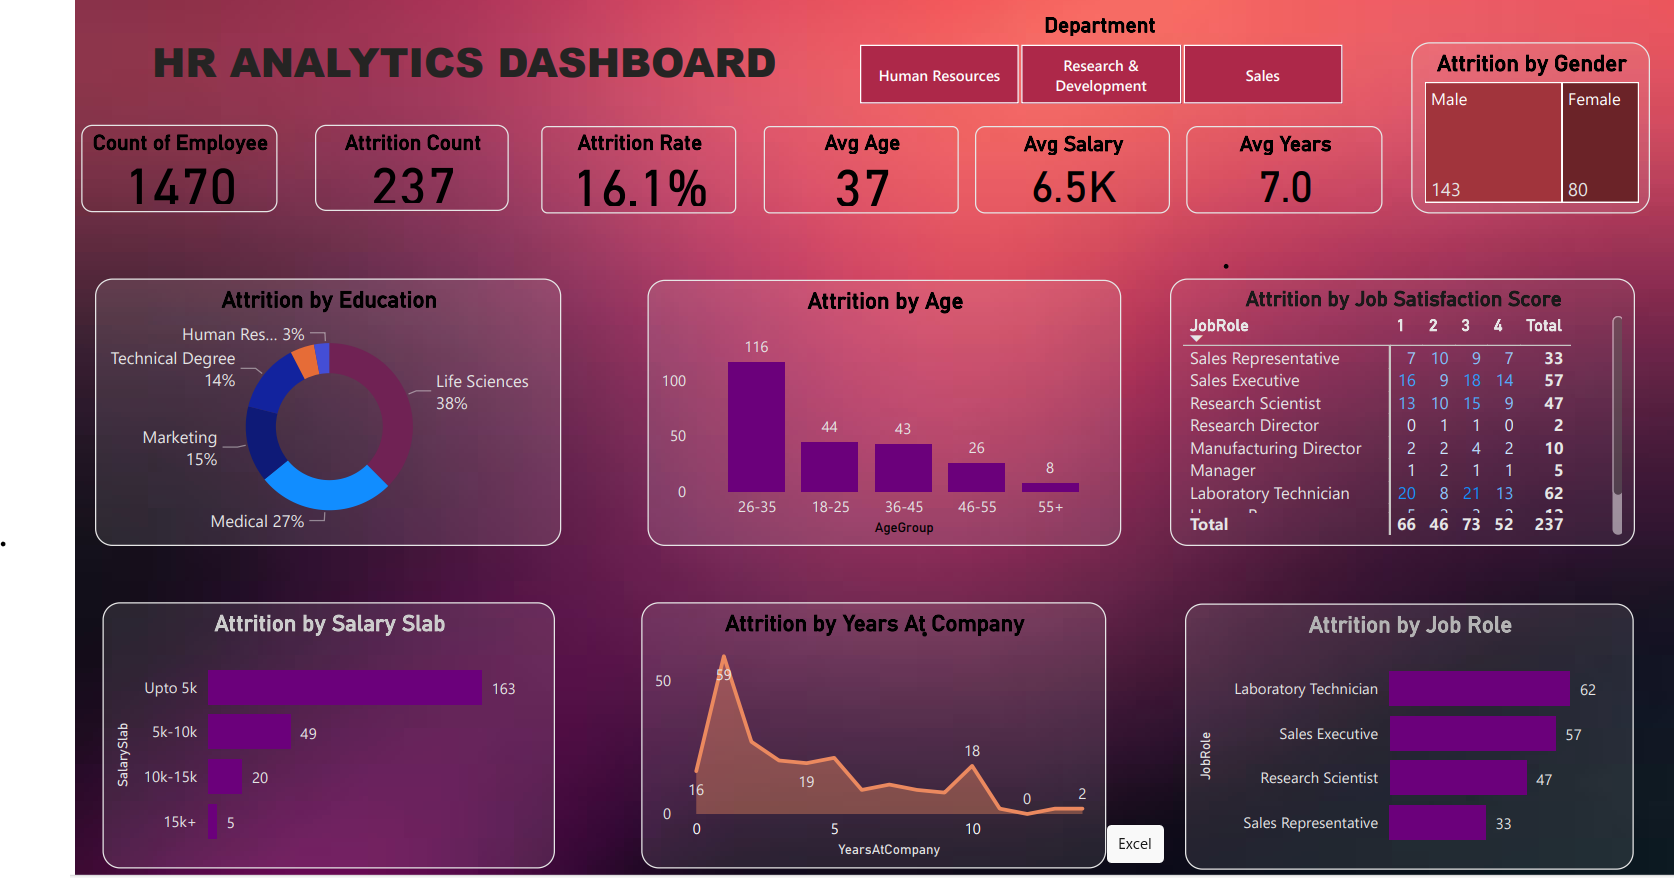 HR ANALYTICS DASHBOARD
Department
Human Resources
Research &
Development
Sales
Attrition by Gender
Male
Female
143
80
Count of Employee
1470
Attrition Count
237
Attrition Rate
16.1%
Avg Age
37
Avg Salary
6.5K
Avg Years
7.0
Attrition by Education
Human Res... 3%
Technical Degree
14%
Life Sciences
38%
Marketing
15%
Medical 27%
Attrition by Age
116
100
44
43
50
26
8
0
26-35 18-25 36-45 46-55 55+
AgeGroup
Attrition by Job Satisfaction Score
JobRole 1 2 3 4 Total
Sales Representative 7 10 9 7 33
Sales Executive 16 9 18 14 57
Research Scientist 13 10 15 9 47
Research Director 0 1 1 0 2
Manufacturing Director 2 2 4 2 10
Manager 1 2 1 1 5
Laboratory Technician 20 8 21 13 62
Total 66 46 73 52 237
Attrition by Salary Slab
SalarySlab
Upto 5k 163
5k-10k 49
10k-15k 20
15k+ 5
Attrition by Years At Company
50
59
18
19
16
0
2
0
0 5 10
YearsAtCompany
Excel
Attrition by Job Role
JobRole
Laboratory Technician 62
Sales Executive 57
Research Scientist 47
Sales Representative 33